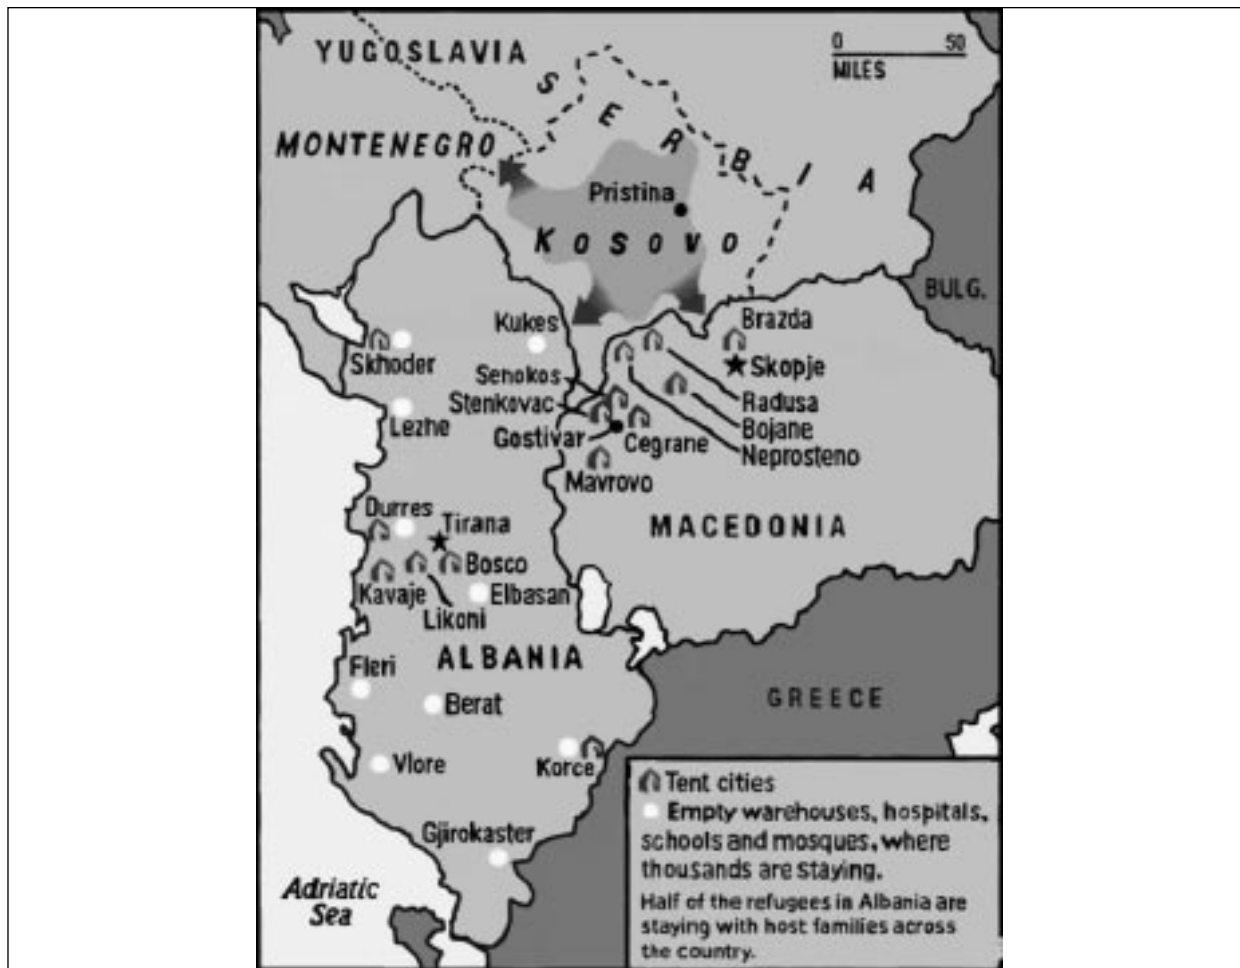 YUGOSLAVIA
0 50
MILES
SERBIA
MONTENEGRO
Pristina
KOSOVO
BULG.
Brazda
Kukes
Skhoder
Skopje
Senokos
Stenkovac
Radusa
Lezhe
Bojane
Gostivar
Cegrane
Neprosteno
Mavrovo
Durres
Tirana
MACEDONIA
Bosco
Kavaje
Elbasan
Likoni
ALBANIA
Fleri
GREECE
Berat
Vlore
Korce
Tent cities
Empty warehouses, hospitals,
schools and mosques, where
thousands are staying.
Half of the refugees in Albania are
staying with host families across
the country.
Gjirokaster
Adriatic
Sea